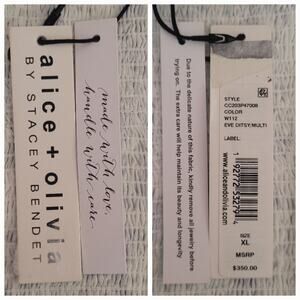 alice + olivia
BY STACEY BENDET
made with love,
handle with care.
Due to the delicate nature of this fabric, kindly remove all jewelry before
trying on. The extra care will help maintain its beauty and longevity
STYLE
CC203P47008
COLOR
W112
EVE DITSY/MULTI
LABEL:
www.aliceandolivia.com
SIZE
XL
MSRP
$350.00